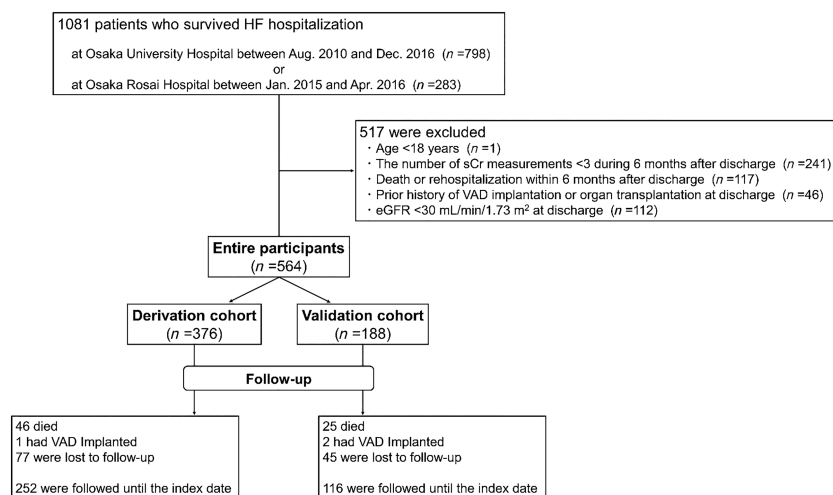 1081 patients who survived HF hospitalization
at Osaka University Hospital between Aug. 2010 and Dec. 2016 (n =798)
or
at Osaka Rosai Hospital between Jan. 2015 and Apr. 2016 (n =283)
517 were excluded
・Age <18 years (n =1)
・The number of sCr measurements <3 during 6 months after discharge (n =241)
・Death or rehospitalization within 6 months after discharge (n =117)
・Prior history of VAD implantation or organ transplantation at discharge (n =46)
・eGFR <30 mL/min/1.73 m² at discharge (n =112)
Entire participants
(n =564)
Derivation cohort
(n =376)
Validation cohort
(n =188)
Follow-up
46 died
1 had VAD Implanted
77 were lost to follow-up
252 were followed until the index date
25 died
2 had VAD Implanted
45 were lost to follow-up
116 were followed until the index date